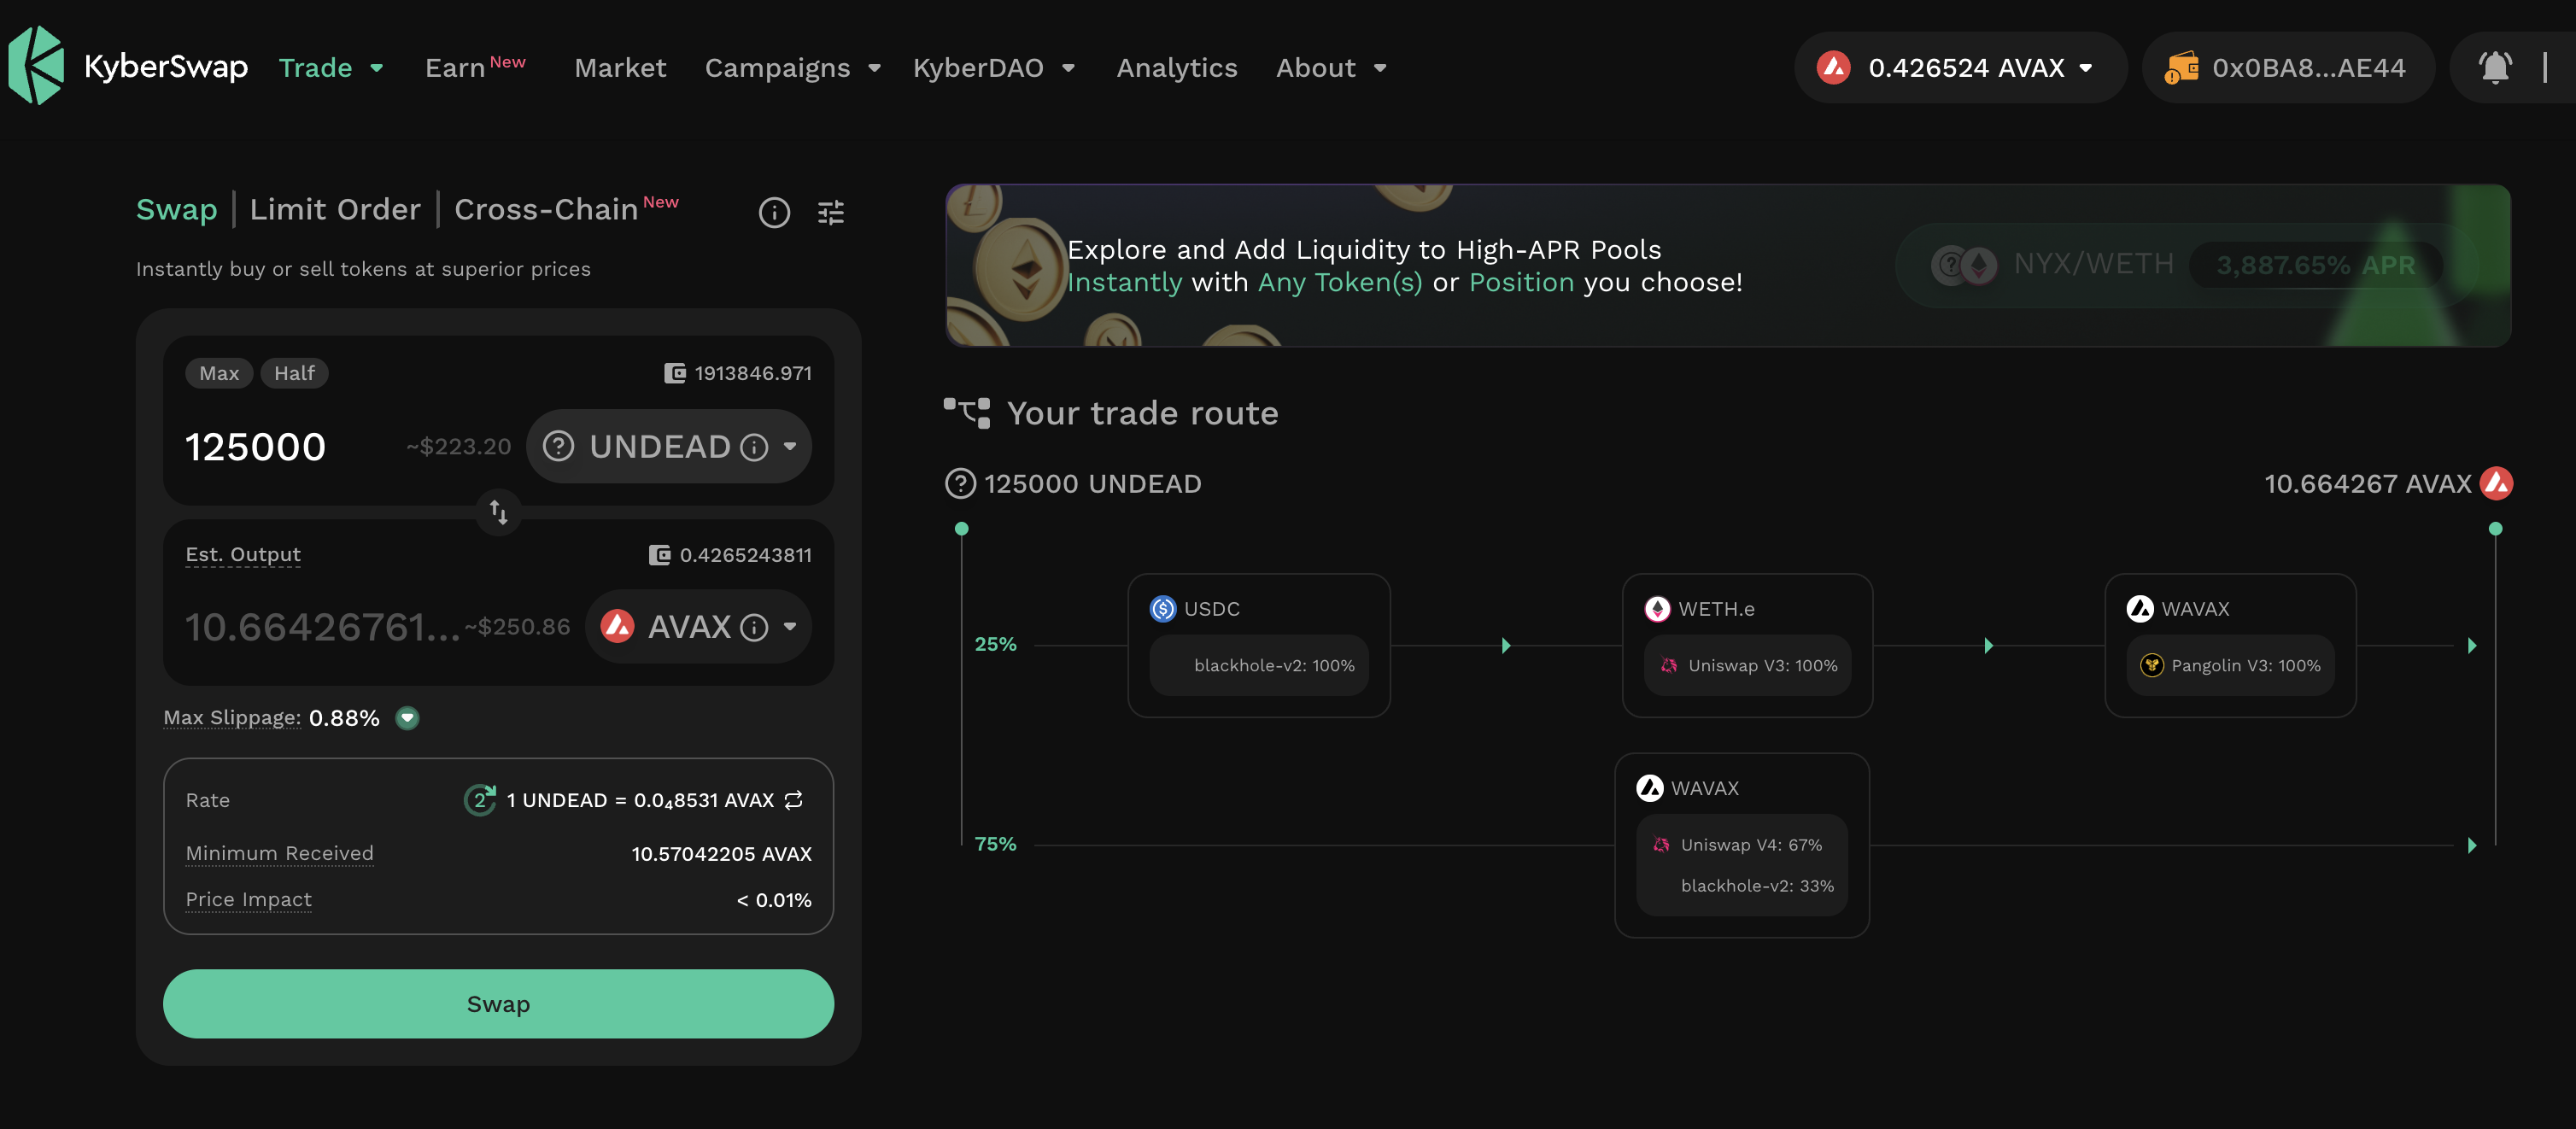 KyberSwap Trade Earn New Market Campaigns KyberDAO Analytics About 0.426524 AVAX 0x0BA8...AE44
Swap | Limit Order | Cross-Chain New
Instantly buy or sell tokens at superior prices
Max Half 1913846.971
125000 ~$223.20 UNDEAD
Est. Output 0.4265243811
10.66426761... ~$250.86 AVAX
Max Slippage: 0.88%
Rate 2 1 UNDEAD = 0.0₄8531 AVAX
Minimum Received 10.57042205 AVAX
Price Impact < 0.01%
Swap
Explore and Add Liquidity to High-APR Pools
Instantly with Any Token(s) or Position you choose!
NYX/WETH 3,887.65% APR
Your trade route
125000 UNDEAD 10.664267 AVAX
25%
USDC
blackhole-v2: 100%
WETH.e
Uniswap V3: 100%
WAVAX
Pangolin V3: 100%
75%
WAVAX
Uniswap V4: 67%
blackhole-v2: 33%